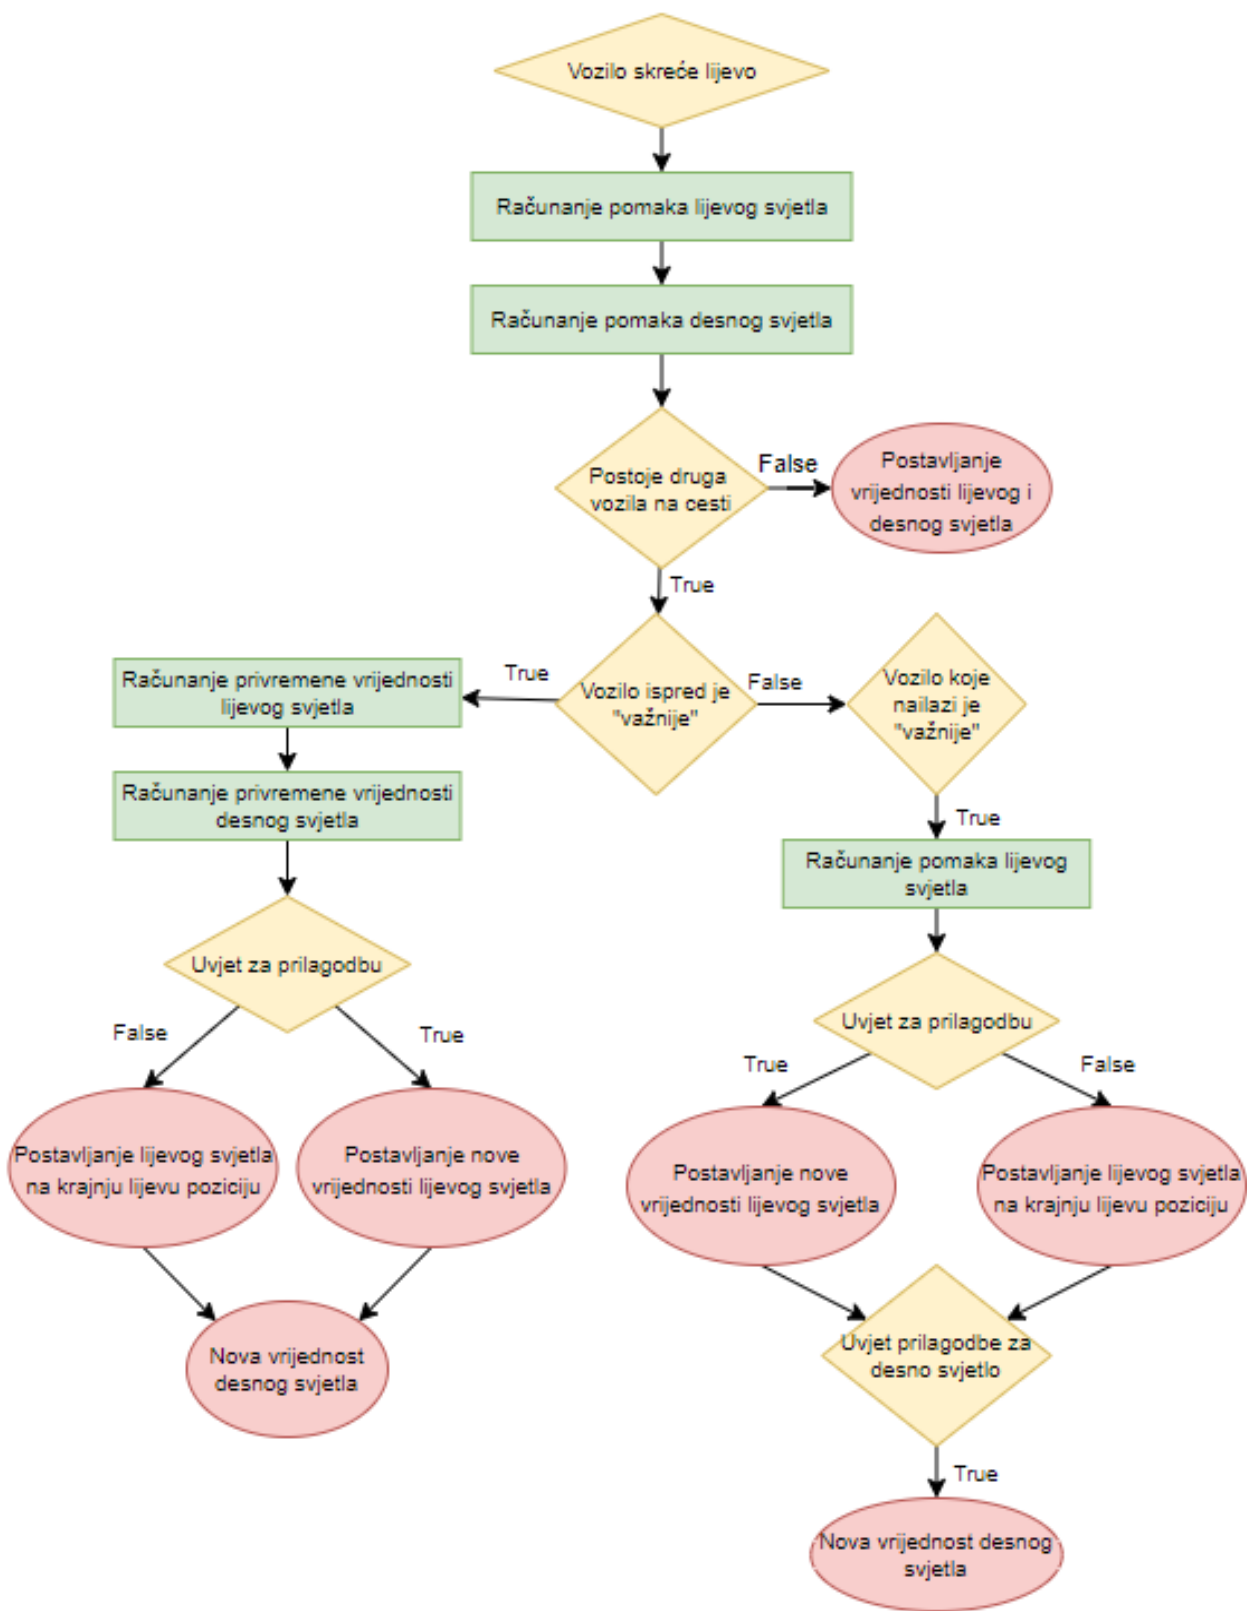 Vozilo skreće lijevo
Računanje pomaka lijevog svjetla
Računanje pomaka desnog svjetla
Postoje druga
vozila na cesti
False
Postavljanje
vrijednosti lijevog i
desnog svjetla
True
Vozilo ispred je
"važnije"
True
False
Računanje privremene vrijednosti
lijevog svjetla
Računanje privremene vrijednosti
desnog svjetla
Uvjet za prilagodbu
False
True
Postavljanje lijevog svjetla
na krajnju lijevu poziciju
Postavljanje nove
vrijednosti lijevog svjetla
Nova vrijednost
desnog svjetla
Vozilo koje
nailazi je
"važnije"
True
Računanje pomaka lijevog
svjetla
Uvjet za prilagodbu
True
False
Postavljanje nove
vrijednosti lijevog svjetla
Postavljanje lijevog svjetla
na krajnju lijevu poziciju
Uvjet prilagodbe za
desno svjetlo
True
Nova vrijednost desnog
svjetla